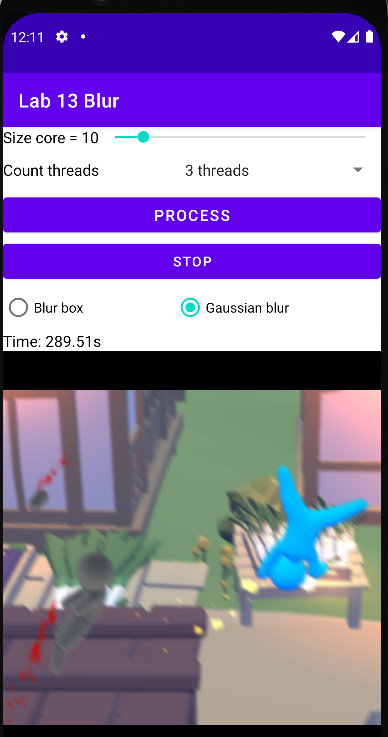 12:11
Lab 13 Blur
Size core = 10
Count threads 3 threads
PROCESS
STOP
Blur box Gaussian blur
Time: 289.51s